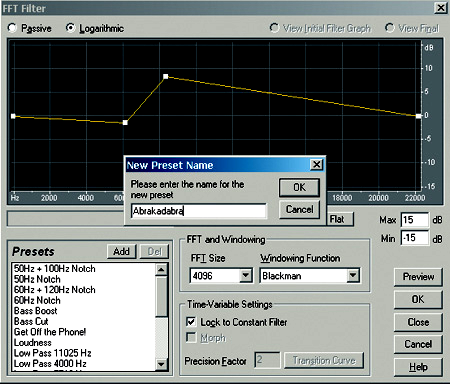 FFT Filter
Passive
Logarithmic
View Initial Filter Graph
View Final
dB
10
5
0
-5
-10
-15
Hz
2000
4000
22000
New Preset Name
Please enter the name for the
new preset
Abrakadabra
OK
Cancel
Flat
Max 15 dB
Min -15 dB
Presets
Add
Del
50Hz + 100Hz Notch
50Hz Notch
60Hz + 120Hz Notch
60Hz Notch
Bass Boost
Bass Cut
Get Off the Phone!
Loudness
Low Pass 11025 Hz
Low Pass 4000 Hz
FFT and Windowing
FFT Size
Windowing Function
4096
Blackman
Time-Variable Settings
Lock to Constant Filter
Morph
Precision Factor
2
Transition Curve
Preview
OK
Close
Cancel
Help